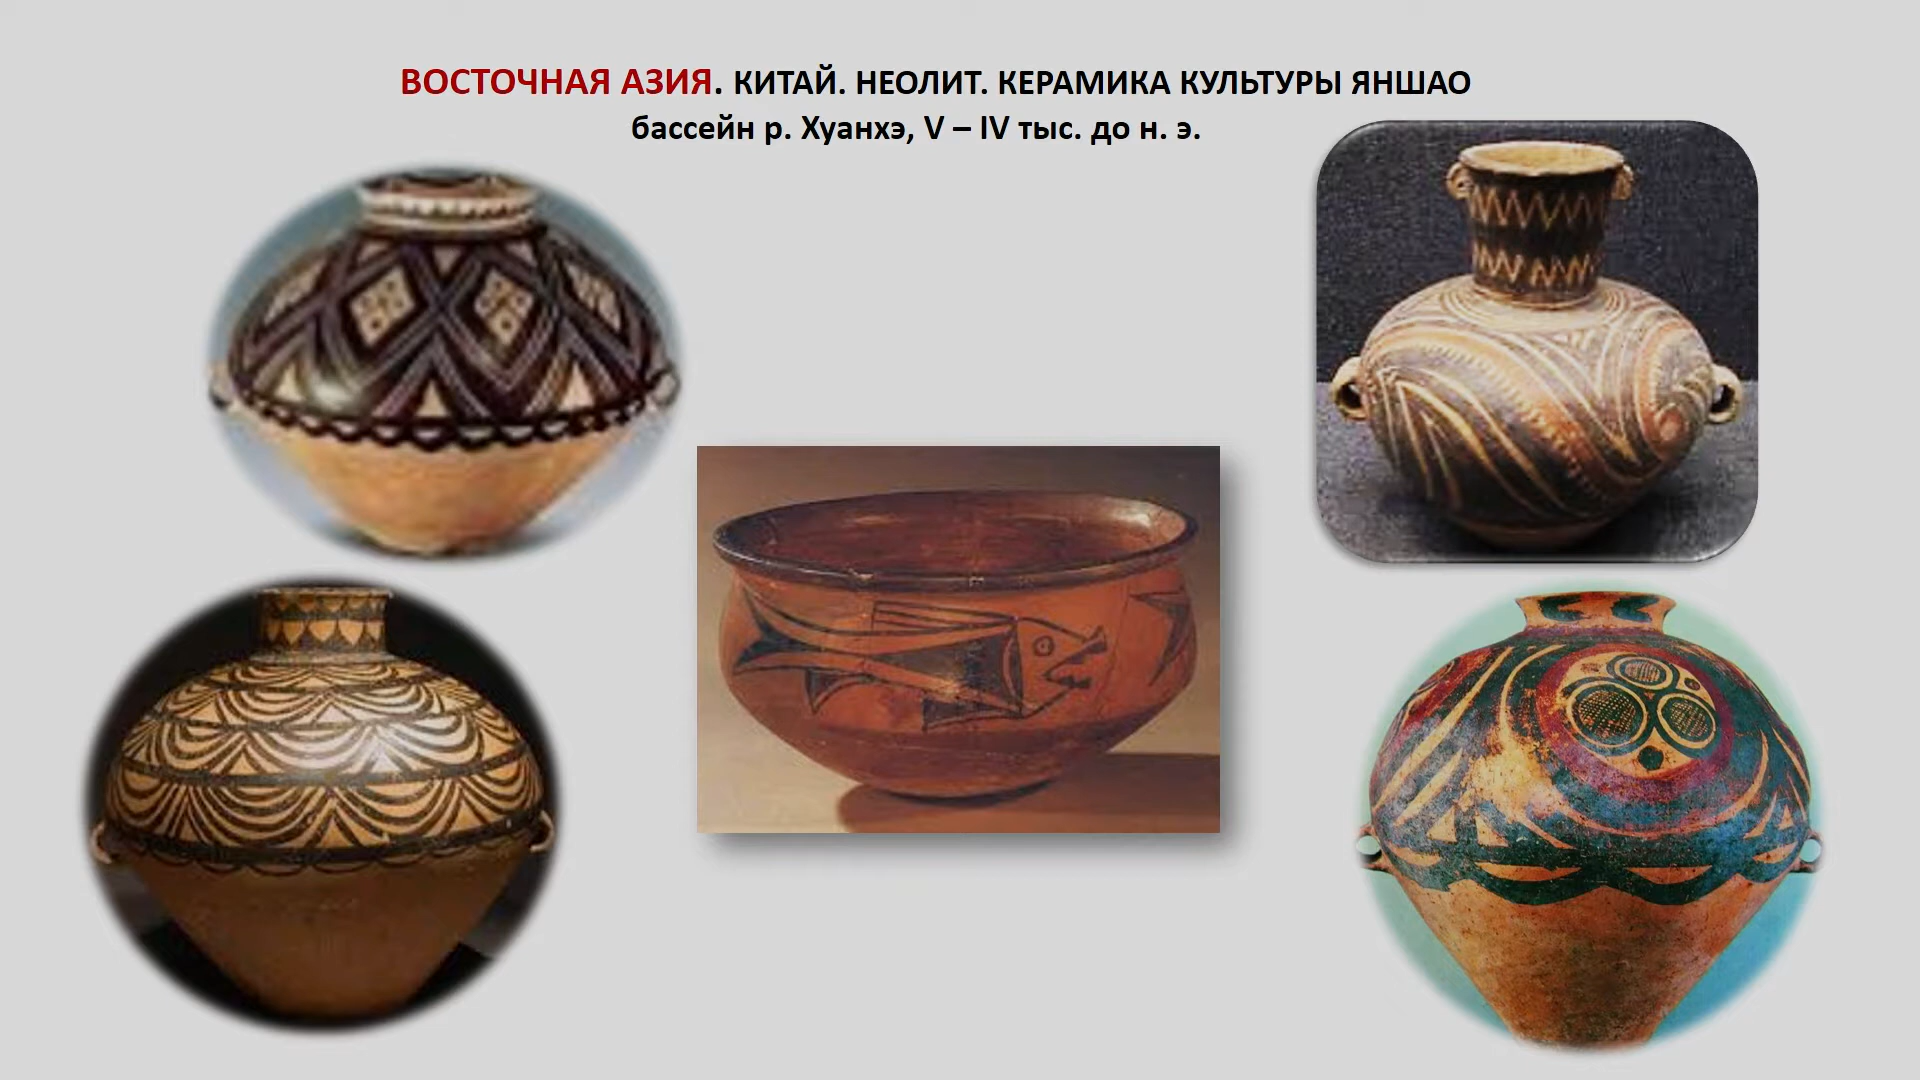 ВОСТОЧНАЯ АЗИЯ. КИТАЙ. НЕОЛИТ. КЕРАМИКА КУЛЬТУРЫ ЯНШАО
бассейн р. Хуанхэ, V – IV тыс. до н. э.